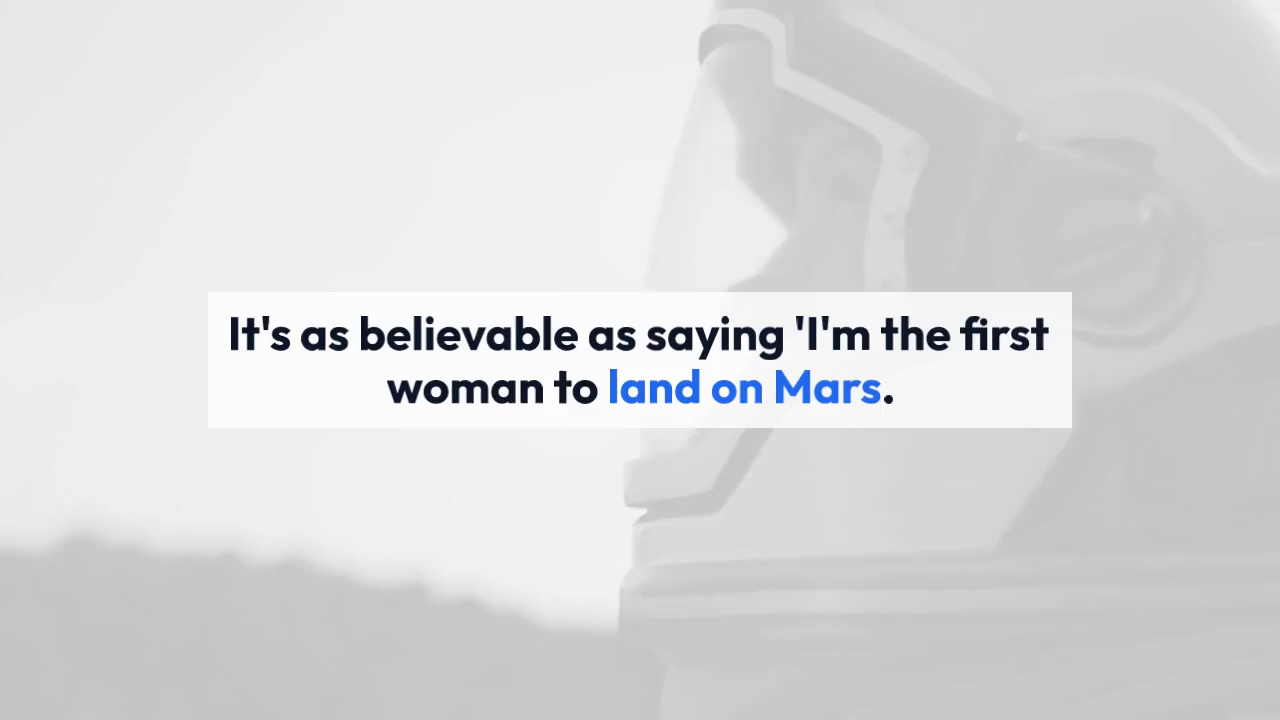 It's as believable as saying 'I'm the first
woman to land on Mars.